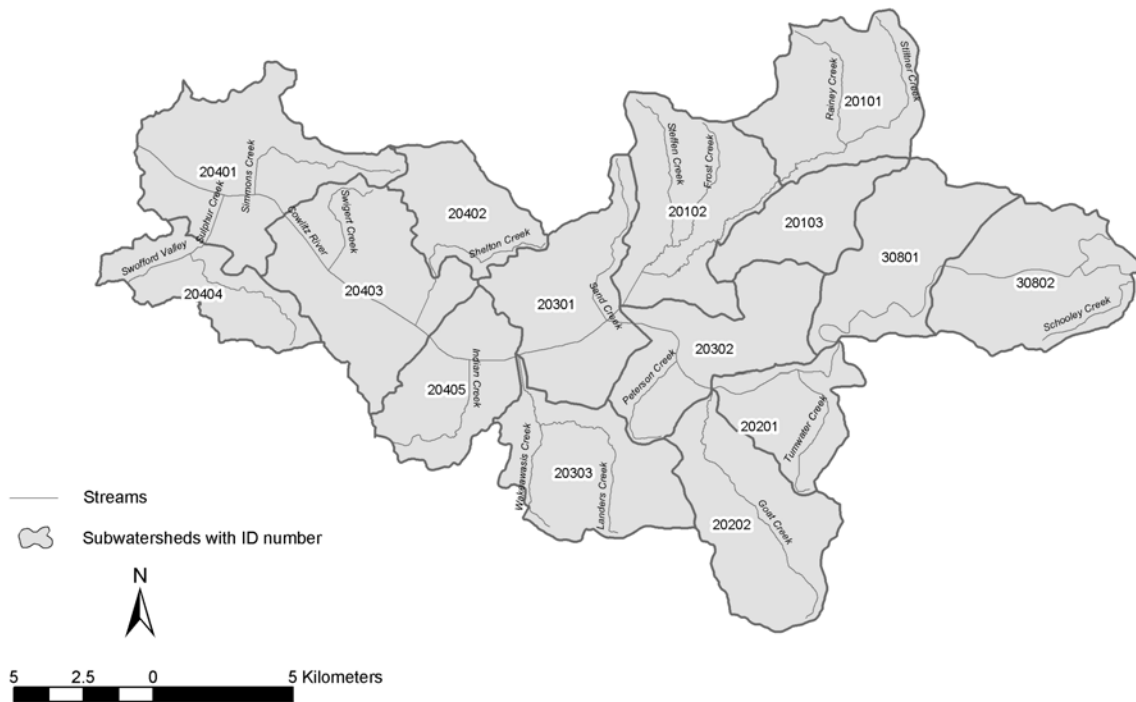 Stiltner Creek
Rainey Creek
20101
Steffen Creek
Frost Creek
20102
20103
20401
Simmons Creek
Sulphur Creek
Swofford Valley
20404
Cowlitz River
Swigert Creek
20403
20402
Shelton Creek
20301
Sand Creek
30801
30802
Schooley Creek
20302
Peterson Creek
20405
Indian Creek
20201
Tumwater Creek
20303
Landers Creek
20202
Goat Creek
Streams
Subwatersheds with ID number
N
5 2.5 0 5 Kilometers